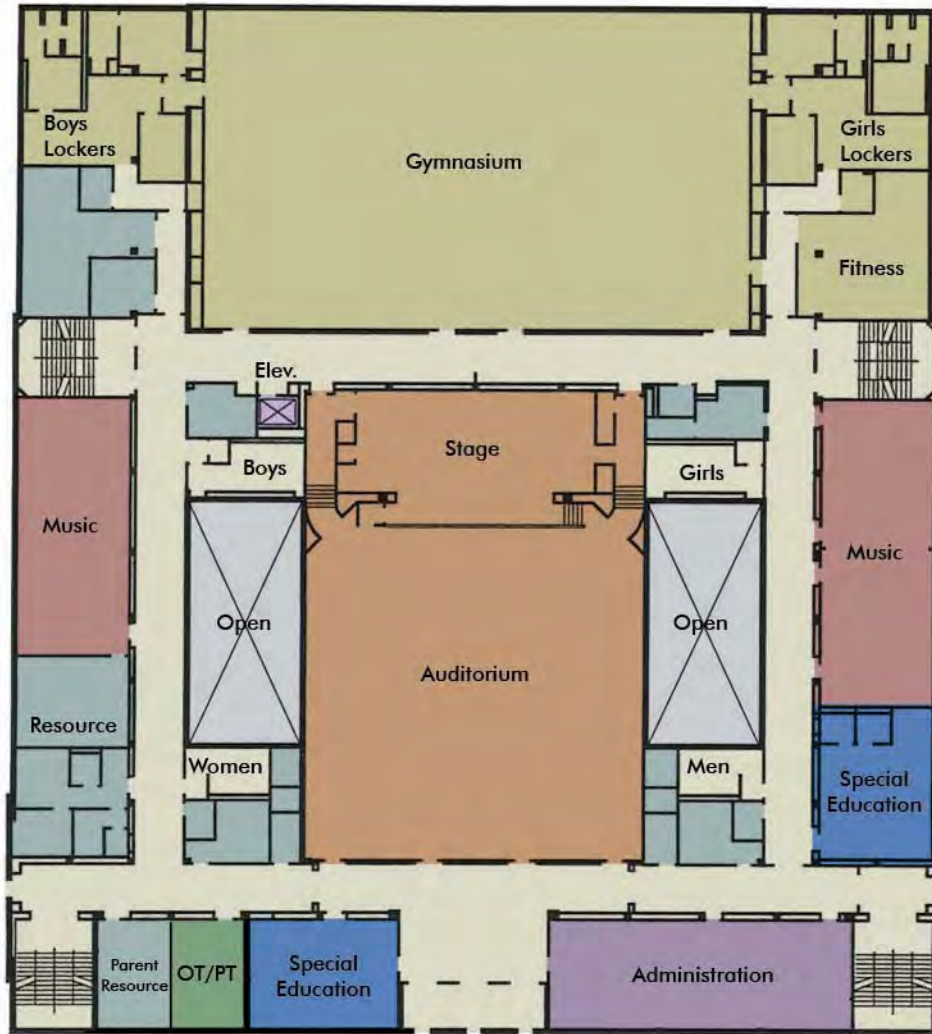 Boys
Lockers
Gymnasium
Girls
Lockers
Fitness
Elev.
Stage
Boys
Girls
Music
Music
Open
Open
Auditorium
Resource
Women
Men
Special
Education
Parent
Resource
OT/PT
Special
Education
Administration